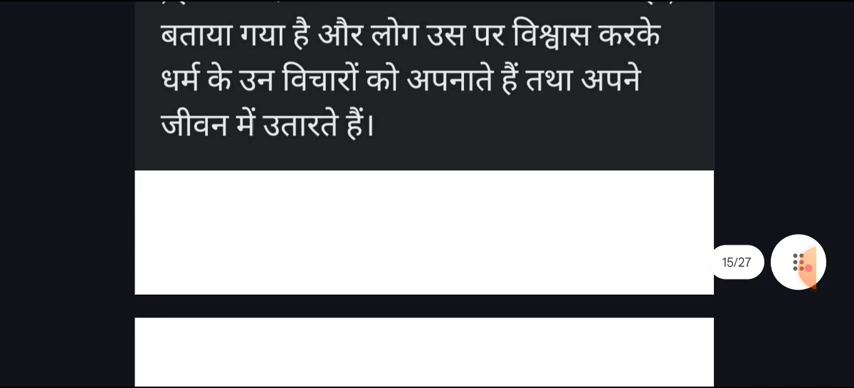 बताया गया है और लोग उस पर विश्वास करके
धर्म के उन विचारों को अपनाते हैं तथा अपने
जीवन में उतारते हैं।
15/27